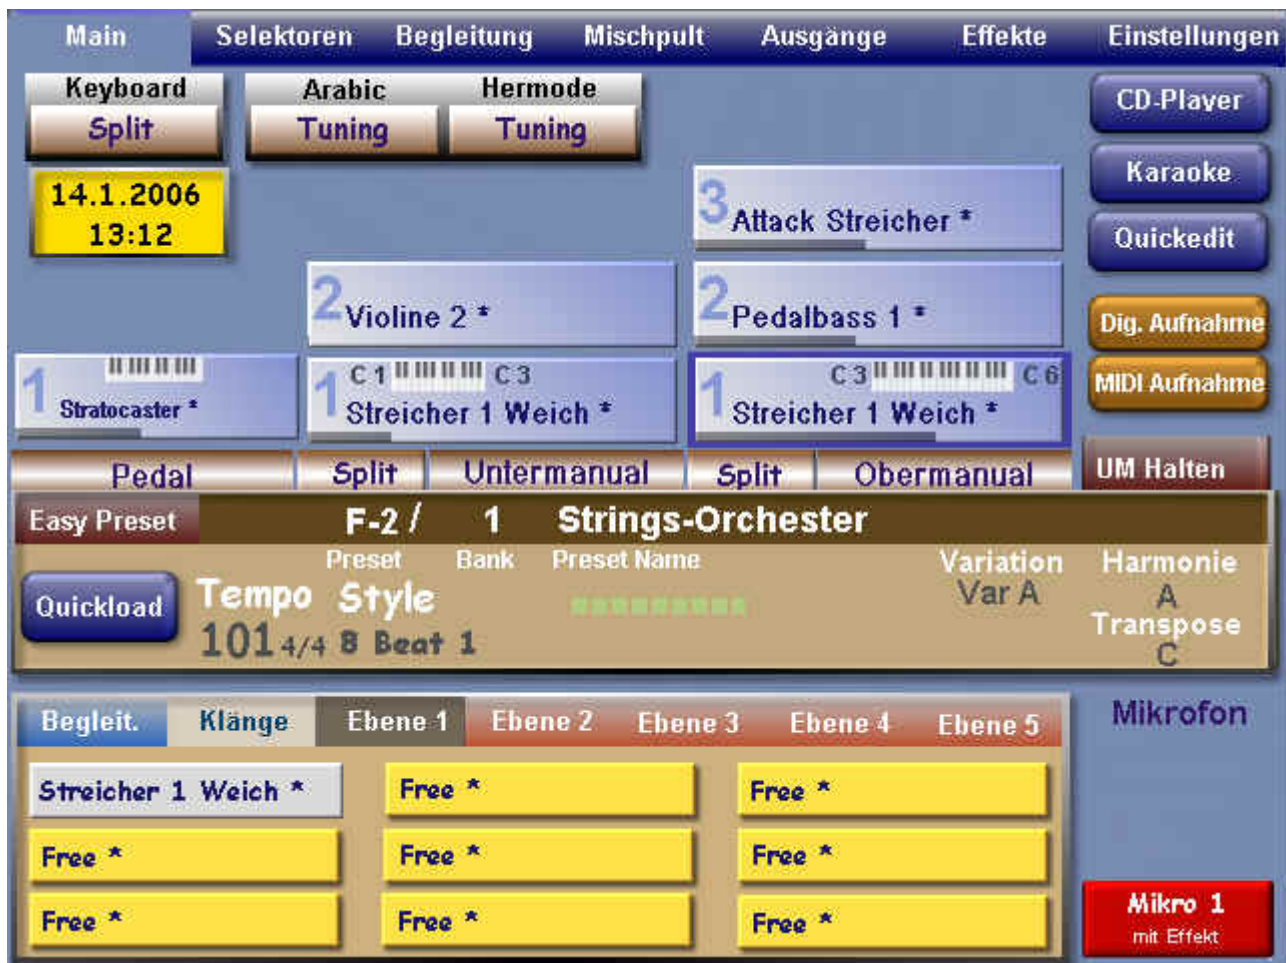 Main Selektoren Begleitung Mischpult Ausgänge Effekte Einstellungen
Keyboard Arabic Hermode
Split Tuning Tuning
CD-Player
14.1.2006
13:12
Karaoke
3 Attack Streicher *
Quickedit
2 Violine 2 * 2 Pedalbass 1 *
Dig. Aufnahme
C 1 C 3 C 3 C 6
1 Stratocaster * 1 Streicher 1 Weich * 1 Streicher 1 Weich *
MIDI Aufnahme
Pedal Split Untermanual Split Obermanual UM Halten
Easy Preset F-2 / 1 Strings-Orchester
Preset Bank Preset Name Variation Harmonie
Quickload Tempo Style Var A A
Transpose
101 4/4 8 Beat 1 C
Begleit. Klänge Ebene 1 Ebene 2 Ebene 3 Ebene 4 Ebene 5 Mikrofon
Streicher 1 Weich * Free * Free *
Free * Free * Free *
Free * Free * Free *
Mikro 1
mit Effekt